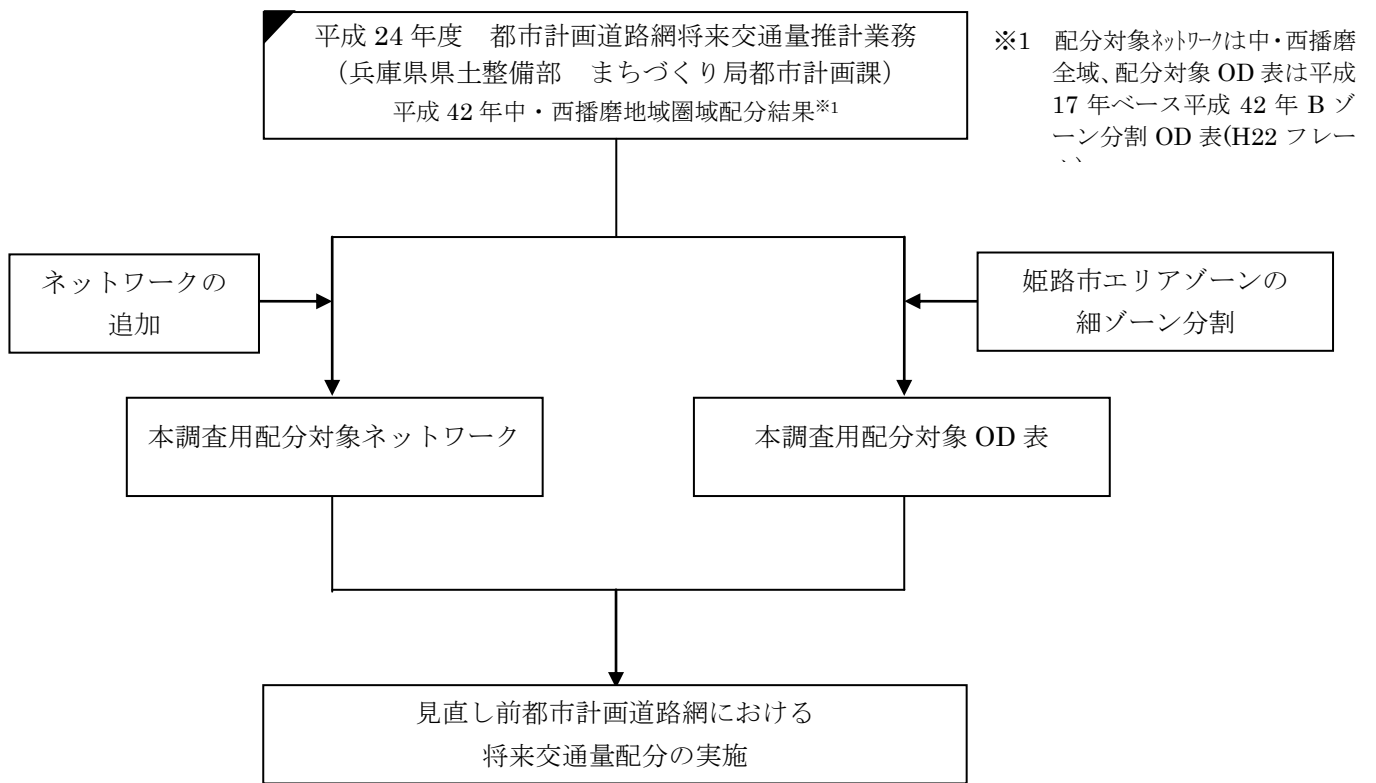 平成 24 年度　都市計画道路網将来交通量推計業務
（兵庫県県土整備部　まちづくり局都市計画課）
平成 42 年中・西播磨地域圏域配分結果※1
※1　配分対象ﾈｯﾄﾜｰｸは中・西播磨
全域、配分対象 OD 表は平成
17 年ベース平成 42 年 B ゾ
ーン分割 OD 表(H22 フレー
ネットワークの
追加
姫路市エリアゾーンの
細ゾーン分割
本調査用配分対象ネットワーク
本調査用配分対象 OD 表
見直し前都市計画道路網における
将来交通量配分の実施